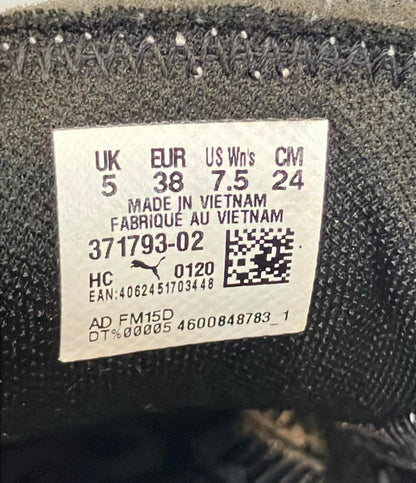 UK EUR US Wn's CM
5 38 7.5 24
MADE IN VIETNAM
FABRIQUÉ AU VIETNAM
371793-02
HC 0120
EAN:4062451703448
AD FM15D
DT%00005 4600848783_1